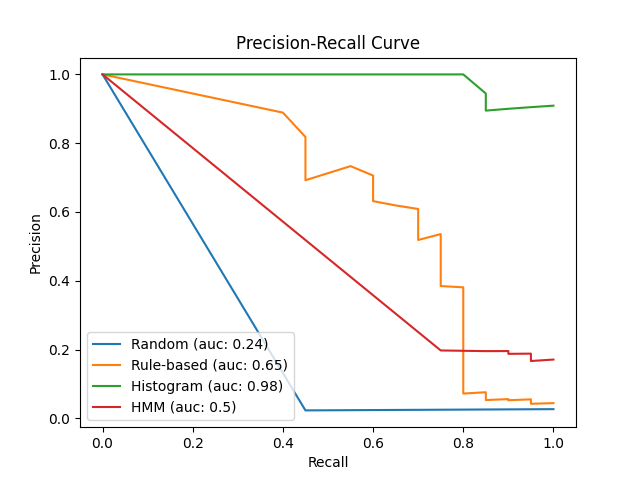 Precision-Recall Curve
Precision
1.0
0.8
0.6
0.4
0.2
0.0
Random (auc: 0.24)
Rule-based (auc: 0.65)
Histogram (auc: 0.98)
HMM (auc: 0.5)
0.0 0.2 0.4 0.6 0.8 1.0
Recall